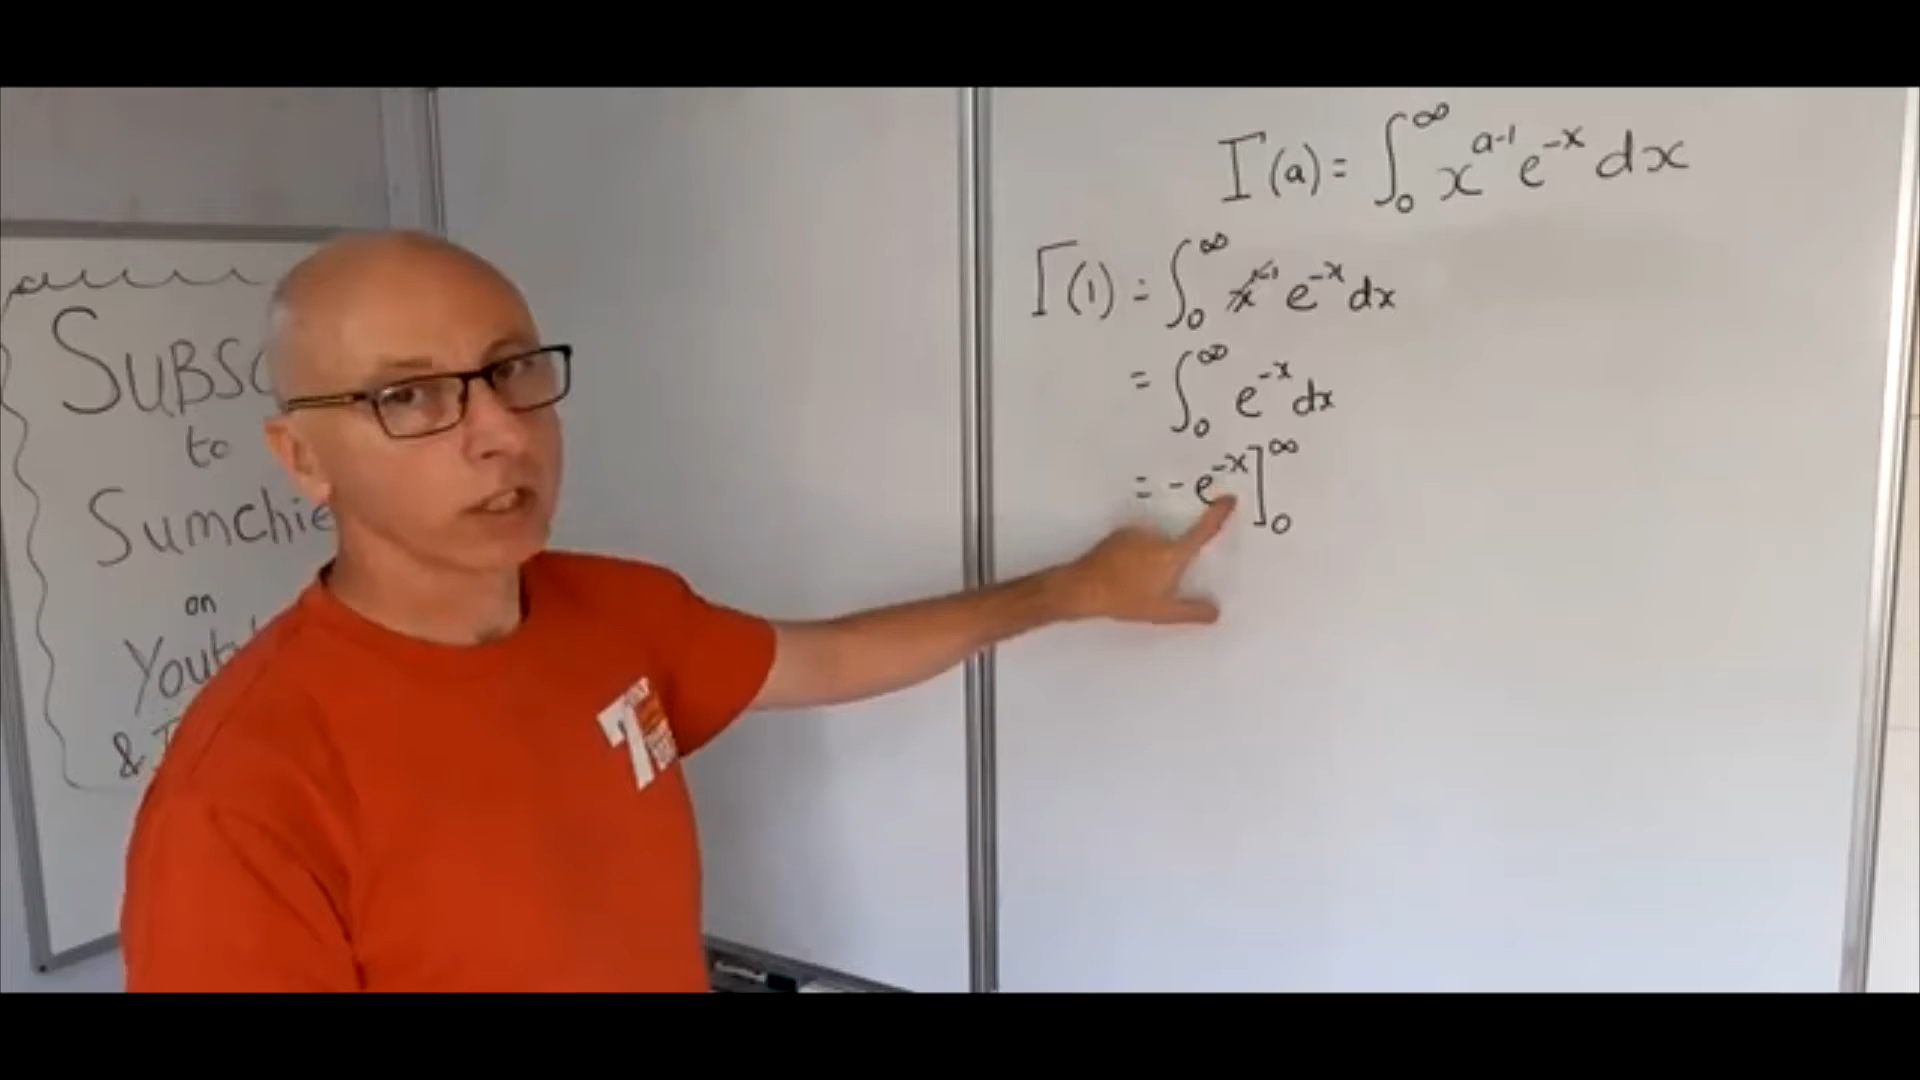 SUBSC
to
Sumchie
on
Yout
&
Γ(a) = ∫₀^∞ x^{a-1} e^{-x} dx
Γ(1) = ∫₀^∞ x^{1-1} e^{-x} dx
= ∫₀^∞ e^{-x} dx
= -e^{-x}]₀^∞